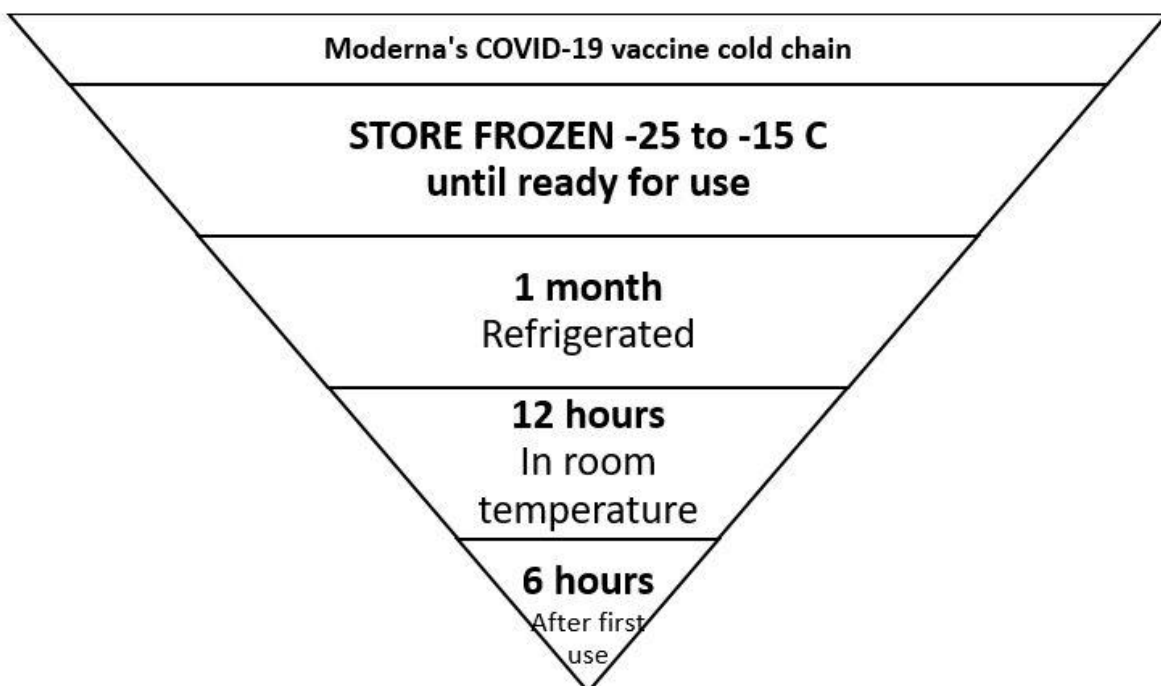 Moderna's COVID-19 vaccine cold chain
STORE FROZEN -25 to -15 C
until ready for use
1 month
Refrigerated
12 hours
In room
temperature
6 hours
After first
use